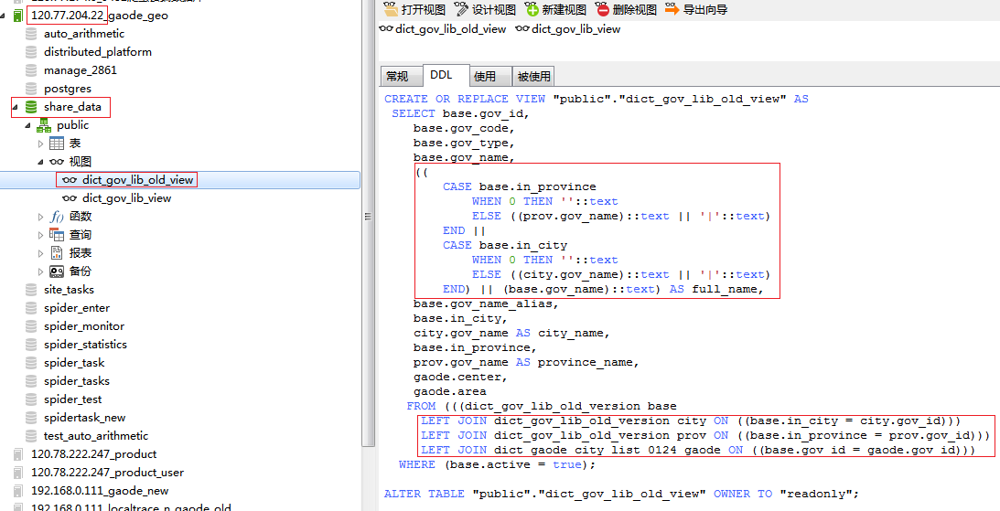 120.77.204.22_gaode_geo
auto_arithmetic
distributed_platform
manage_2861
postgres
share_data
public
表
视图
dict_gov_lib_old_view
dict_gov_lib_view
函数
查询
报表
备份
site_tasks
spider_enter
spider_monitor
spider_statistics
spider_task
spider_tasks
spider_test
spidertask_new
test_auto_arithmetic
120.78.222.247_product
120.78.222.247_product_user
192.168.0.111_gaode_new
192.168.0.111_localtrace_n_gaode_old
打开视图 设计视图 新建视图 删除视图 导出向导
dict_gov_lib_old_view dict_gov_lib_view
常规 DDL 使用 被使用
CREATE OR REPLACE VIEW "public"."dict_gov_lib_old_view" AS
SELECT base.gov_id,
base.gov_code,
base.gov_type,
base.gov_name,
((
CASE base.in_province
WHEN 0 THEN ''::text
ELSE ((prov.gov_name)::text || '|'::text)
END ||
CASE base.in_city
WHEN 0 THEN ''::text
ELSE ((city.gov_name)::text || '|'::text)
END) || (base.gov_name)::text) AS full_name,
base.gov_name_alias,
base.in_city,
city.gov_name AS city_name,
base.in_province,
prov.gov_name AS province_name,
gaode.center,
gaode.area
FROM (((dict_gov_lib_old_version base
LEFT JOIN dict_gov_lib_old_version city ON ((base.in_city = city.gov_id)))
LEFT JOIN dict_gov_lib_old_version prov ON ((base.in_province = prov.gov_id)))
LEFT JOIN dict_gaode_city_list_0124 gaode ON ((base.gov_id = gaode.gov_id)))
WHERE (base.active = true);
ALTER TABLE "public"."dict_gov_lib_old_view" OWNER TO "readonly";